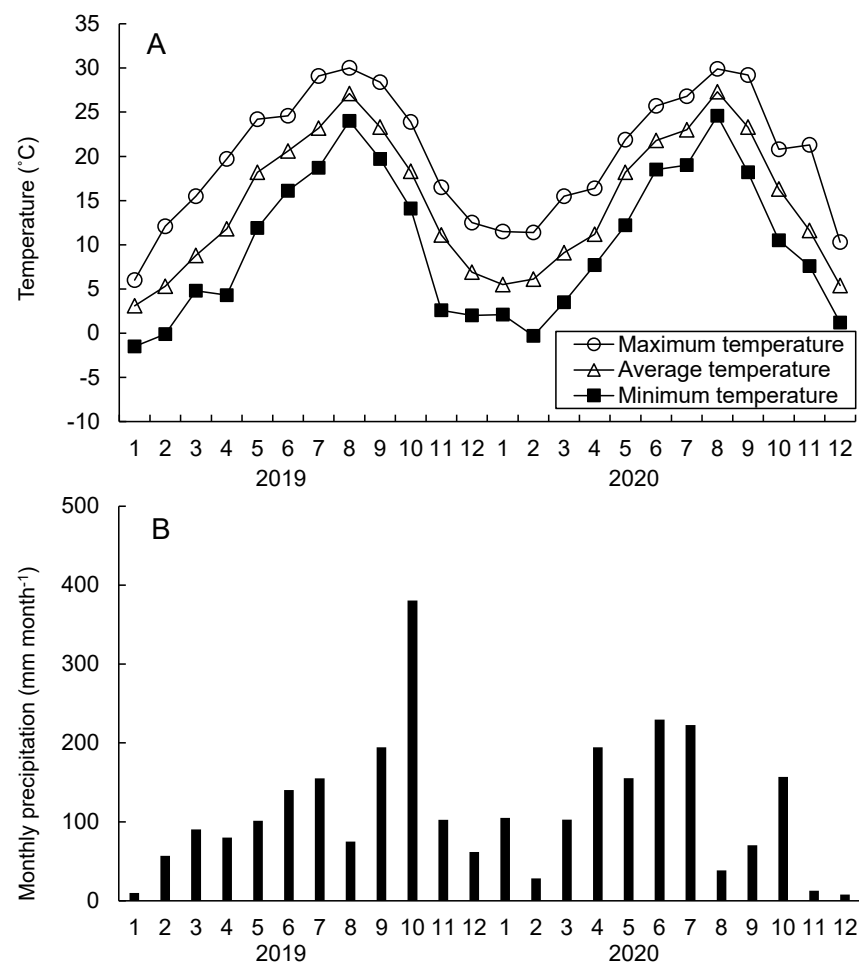 A
35
30
25
20
15
10
5
0
-5
-10
Temperature (˚C)
Maximum temperature
Average temperature
Minimum temperature
1 2 3 4 5 6 7 8 9 10 11 12 1 2 3 4 5 6 7 8 9 10 11 12
2019 2020
B
500
400
300
200
100
0
Monthly precipitation (mm month⁻¹)
1 2 3 4 5 6 7 8 9 10 11 12 1 2 3 4 5 6 7 8 9 10 11 12
2019 2020